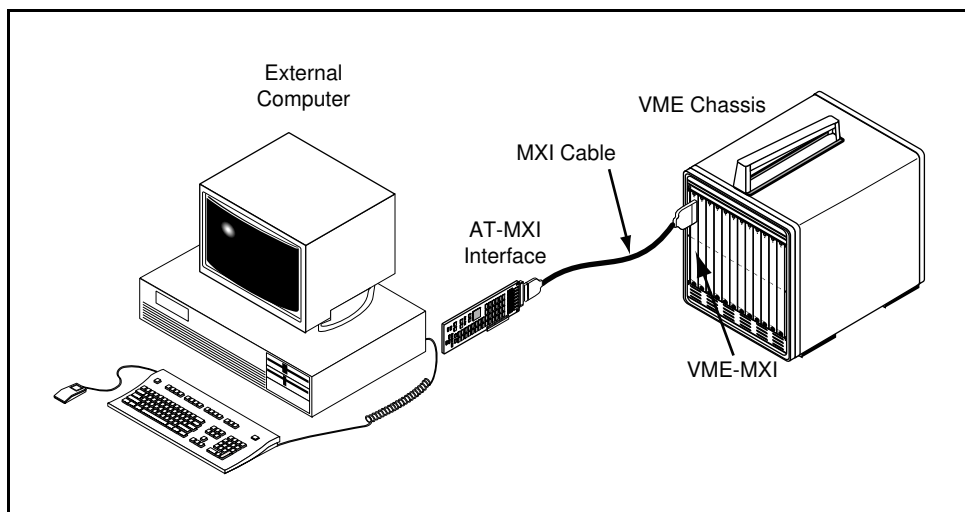 External
Computer
VME Chassis
MXI Cable
AT-MXI
Interface
VME-MXI